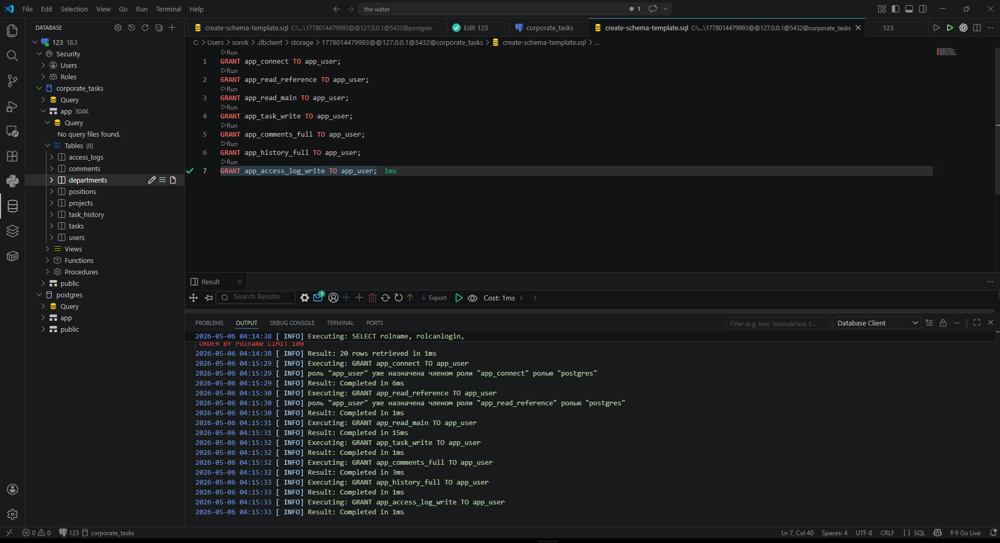 File Edit Selection View Go Run Terminal Help
the water
1
DATABASE
123 18.3
Security
Users
Roles
corporate_tasks
Query
app 304K
Query
No query files found.
Tables (8)
access_logs
comments
departments
positions
projects
task_history
tasks
users
Views
Functions
Procedures
public
postgres
Query
app
public
create-schema-template.sql C:\...\1778014479993@@127.0.0.1@5432@postgres
Edit 123
corporate_tasks
create-schema-template.sql C:\...\1778014479993@@127.0.0.1@5432@corporate_tasks
123
C: > Users > sorok > .dbclient > storage > 1778014479993@@127.0.0.1@5432@corporate_tasks > create-schema-template.sql > ...
Run
1 GRANT app_connect TO app_user;
Run
2 GRANT app_read_reference TO app_user;
Run
3 GRANT app_read_main TO app_user;
Run
4 GRANT app_task_write TO app_user;
Run
5 GRANT app_comments_full TO app_user;
Run
6 GRANT app_history_full TO app_user;
Run
7 GRANT app_access_log_write TO app_user; 1ms
Result
Search Results
1
Export
Cost: 1ms
PROBLEMS OUTPUT DEBUG CONSOLE TERMINAL PORTS
Filter (e.g. text, !excludeText, t...
Database Client
2026-05-06 04:14:38 [ INFO] Executing: SELECT rolname, rolcanlogin,
ORDER BY rolname LIMIT 100
2026-05-06 04:14:38 [ INFO] Result: 20 rows retrieved in 1ms
2026-05-06 04:15:29 [ INFO] Executing: GRANT app_connect TO app_user
2026-05-06 04:15:29 [ INFO] роль "app_user" уже назначена членом роли "app_connect" ролью "postgres"
2026-05-06 04:15:29 [ INFO] Result: Completed in 6ms
2026-05-06 04:15:30 [ INFO] Executing: GRANT app_read_reference TO app_user
2026-05-06 04:15:30 [ INFO] роль "app_user" уже назначена членом роли "app_read_reference" ролью "postgres"
2026-05-06 04:15:30 [ INFO] Result: Completed in 1ms
2026-05-06 04:15:31 [ INFO] Executing: GRANT app_read_main TO app_user
2026-05-06 04:15:31 [ INFO] Result: Completed in 15ms
2026-05-06 04:15:32 [ INFO] Executing: GRANT app_task_write TO app_user
2026-05-06 04:15:32 [ INFO] Result: Completed in 1ms
2026-05-06 04:15:32 [ INFO] Executing: GRANT app_comments_full TO app_user
2026-05-06 04:15:32 [ INFO] Result: Completed in 3ms
2026-05-06 04:15:33 [ INFO] Executing: GRANT app_history_full TO app_user
2026-05-06 04:15:33 [ INFO] Result: Completed in 1ms
2026-05-06 04:15:33 [ INFO] Executing: GRANT app_access_log_write TO app_user
2026-05-06 04:15:33 [ INFO] Result: Completed in 1ms
0 0 123 corporate_tasks
Ln 7, Col 40 Spaces: 4 UTF-8 CRLF { } SQL Go Live